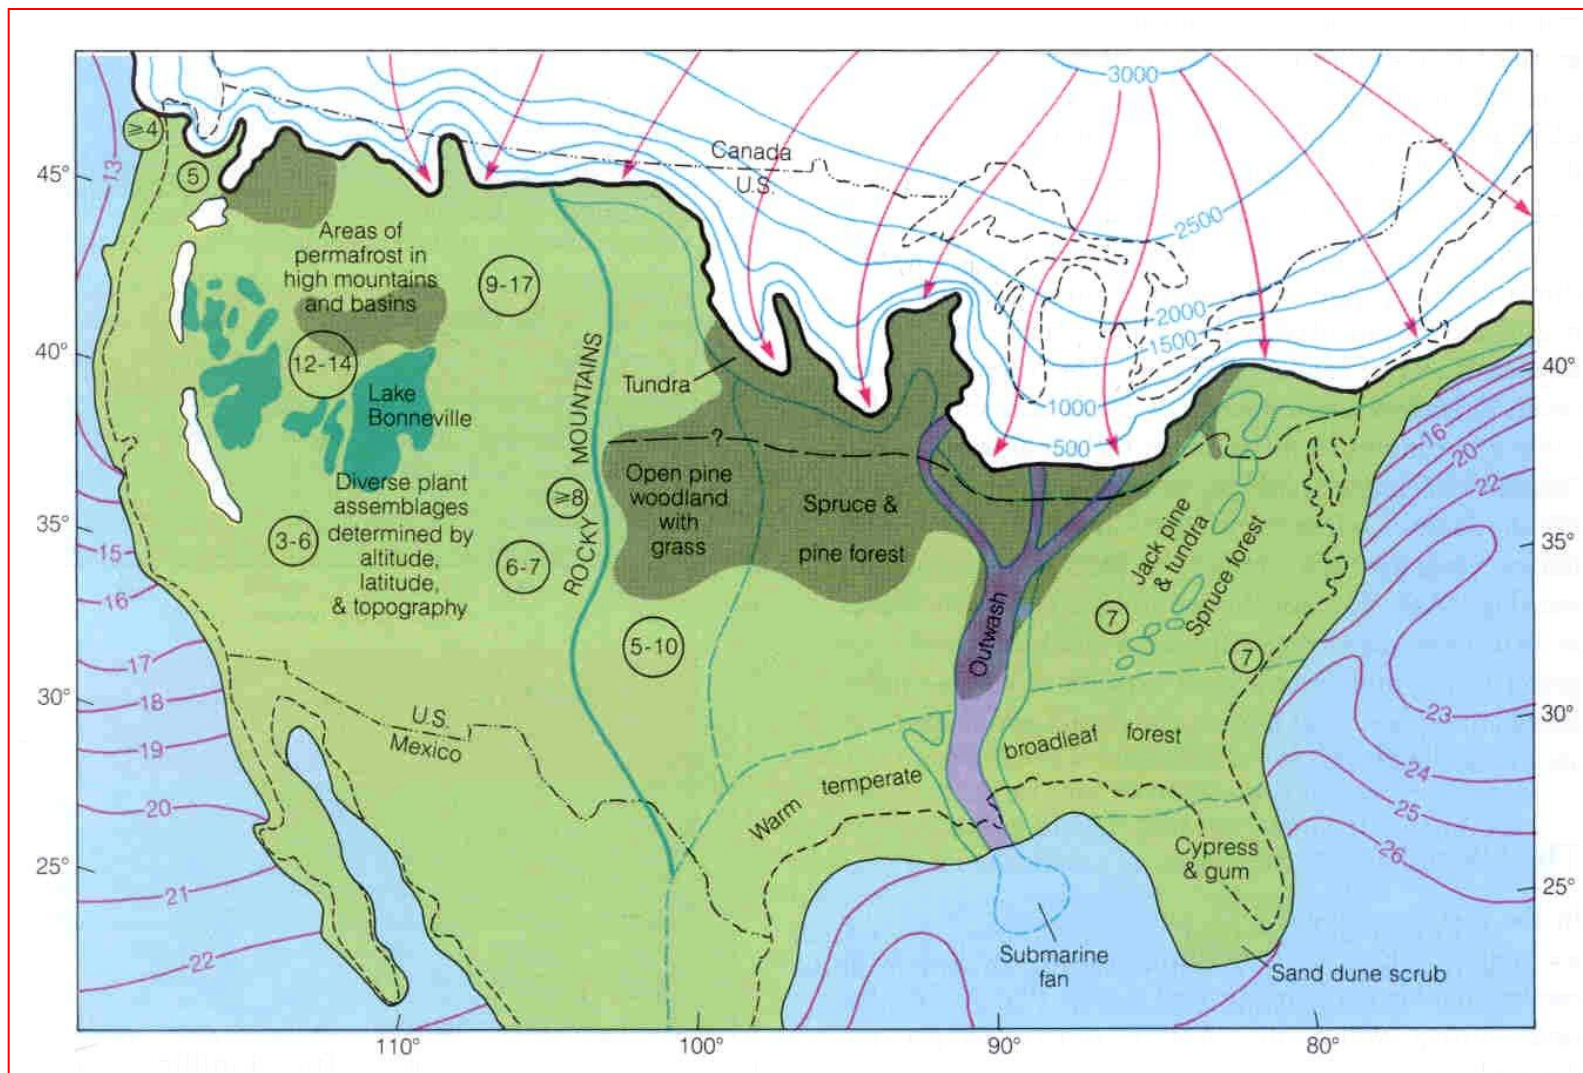 3000
Canada
U.S.
2500
2000
1500
1000
500
≥4
5
13
45°
Areas of
permafrost in
high mountains
and basins
9-17
12-14
40°
40°
Lake
Bonneville
Tundra
ROCKY MOUNTAINS
?
Open pine
woodland
with
grass
Spruce &
pine forest
Diverse plant
assemblages
determined by
altitude,
latitude,
& topography
≥8
3-6
6-7
5-10
35°
35°
15
16
17
18
19
20
21
22
Jack pine
& tundra
Spruce forest
7
7
Outwash
16
20
22
23
24
25
26
30°
30°
U.S.
Mexico
Warm temperate broadleaf forest
Cypress
& gum
25°
25°
Submarine
fan
Sand dune scrub
110°
100°
90°
80°